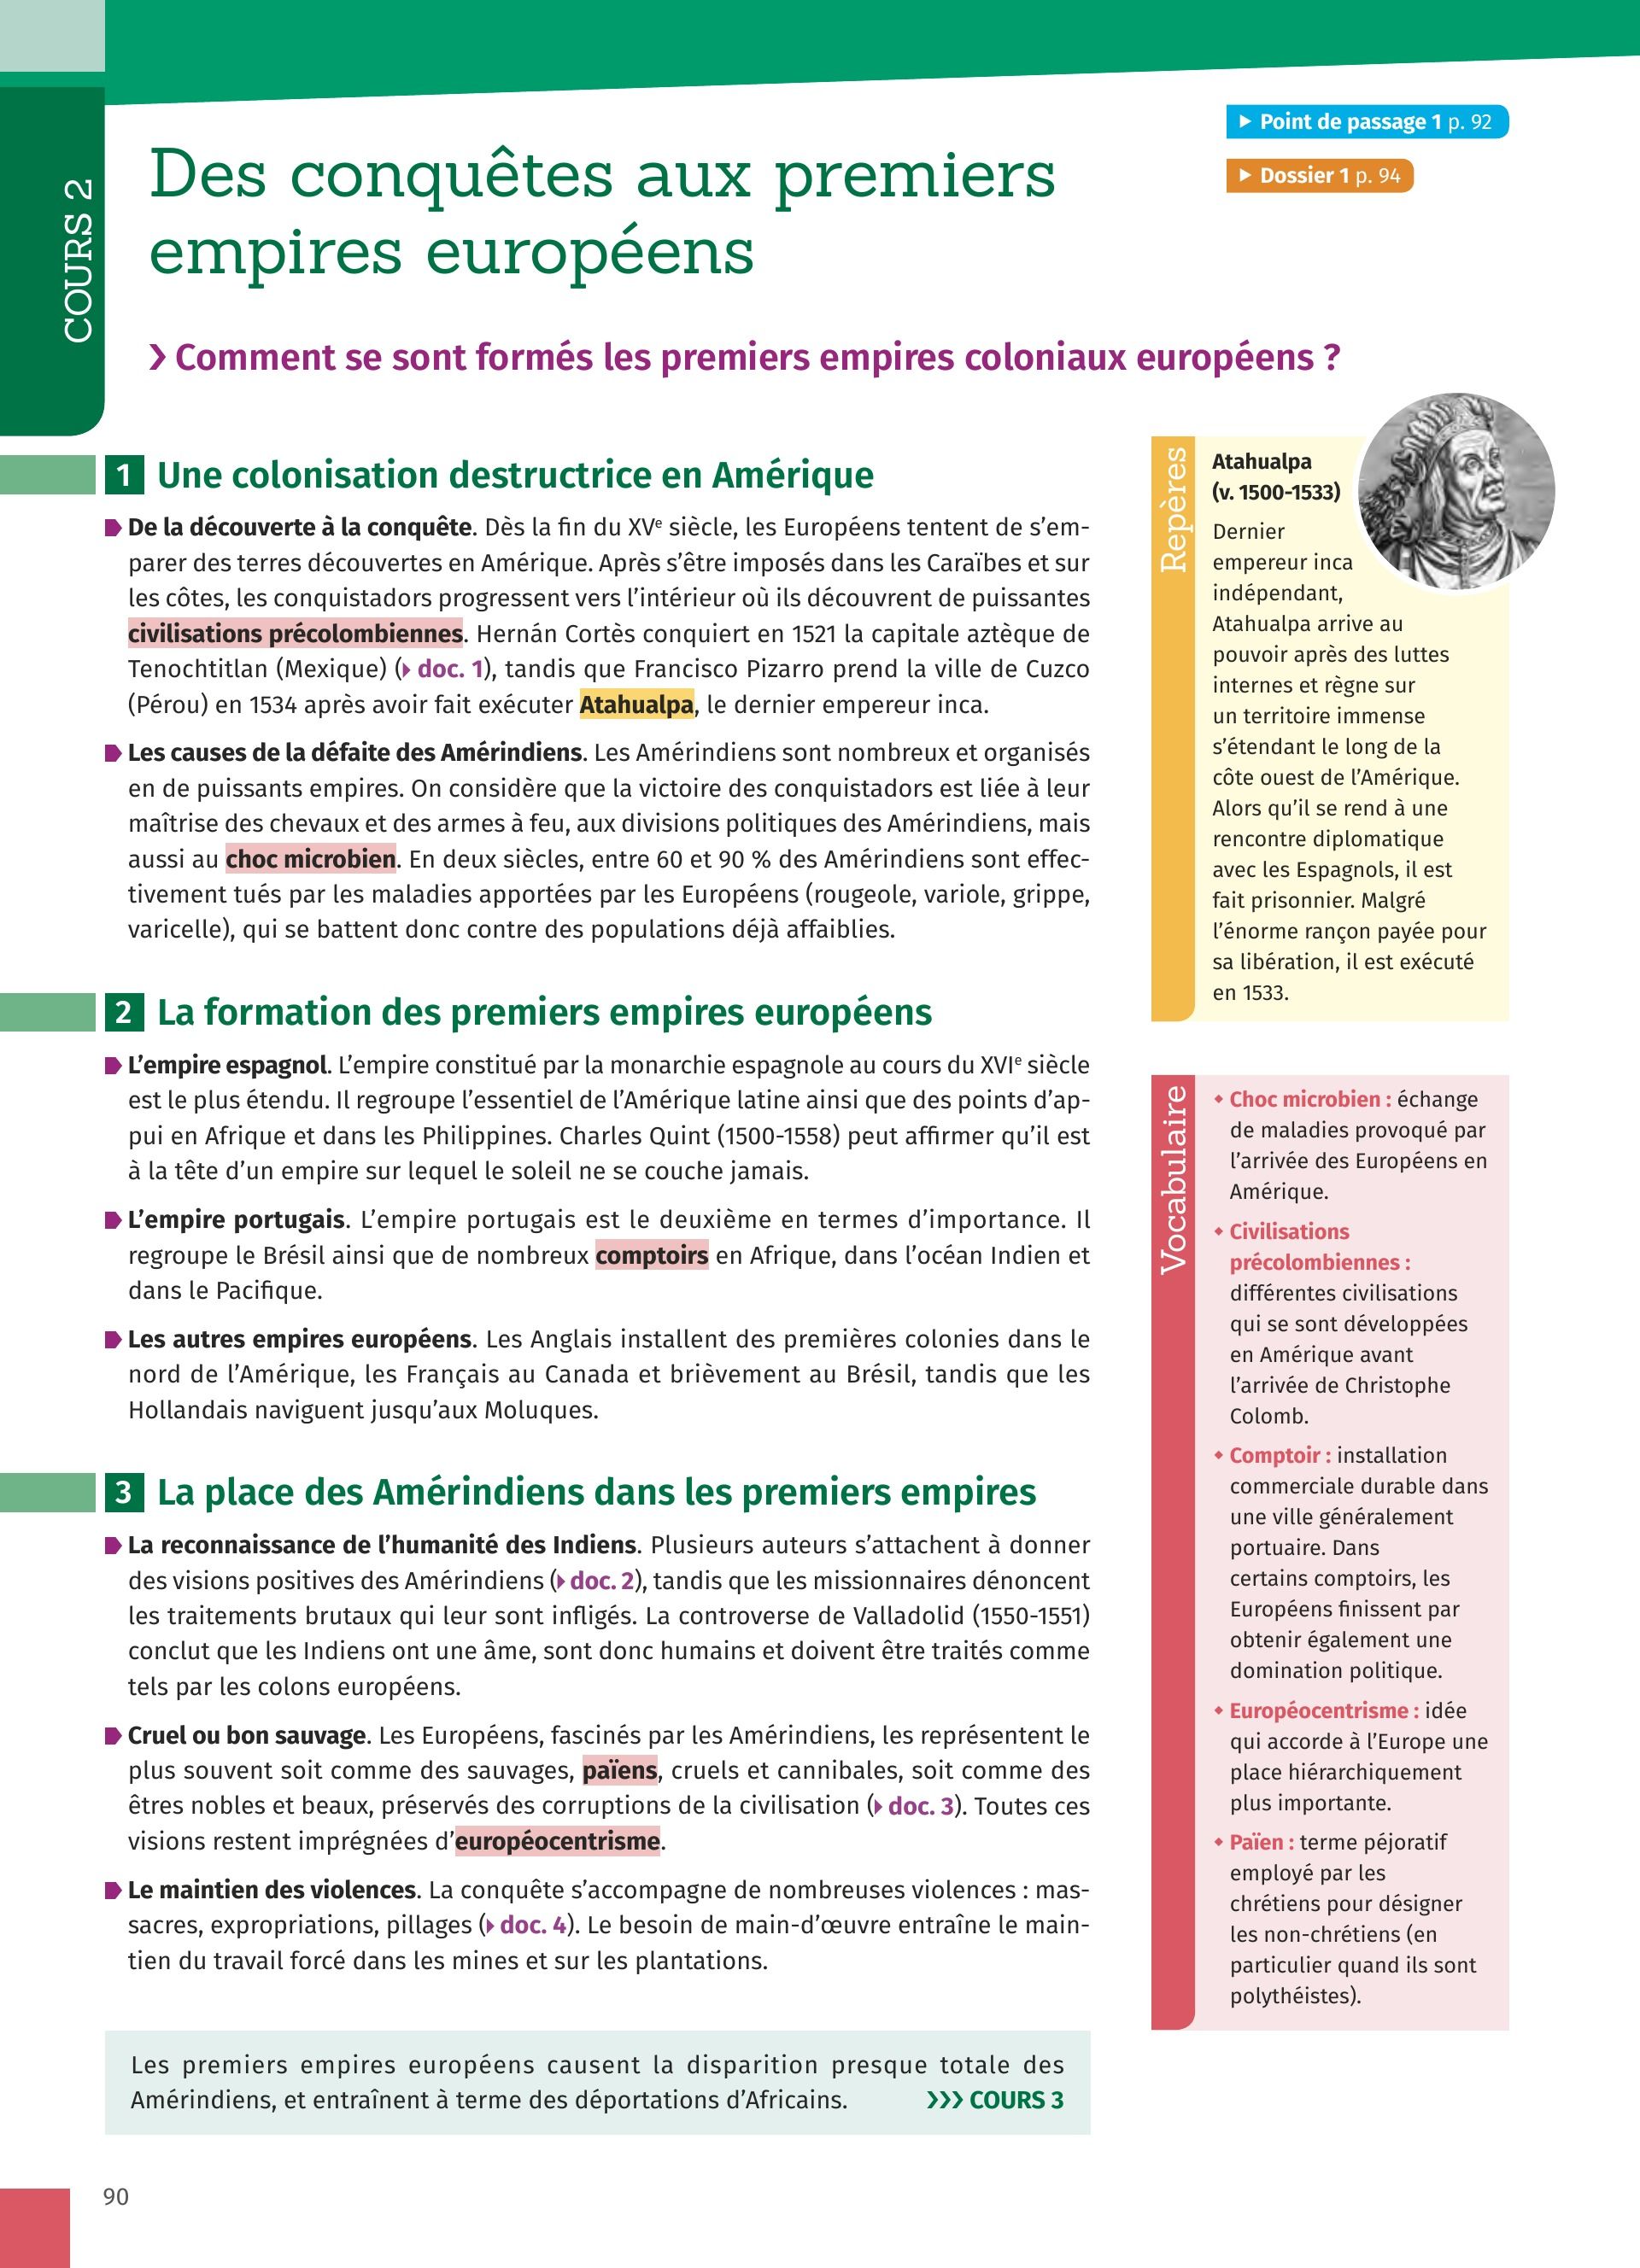 COURS 2
▶ Point de passage 1 p. 92
▶ Dossier 1 p. 94
Des conquêtes aux premiers
empires européens
❯ Comment se sont formés les premiers empires coloniaux européens ?
1 Une colonisation destructrice en Amérique
De la découverte à la conquête. Dès la fin du XVe siècle, les Européens tentent de s’em-
parer des terres découvertes en Amérique. Après s’être imposés dans les Caraïbes et sur
les côtes, les conquistadors progressent vers l’intérieur où ils découvrent de puissantes
civilisations précolombiennes. Hernán Cortès conquiert en 1521 la capitale aztèque de
Tenochtitlan (Mexique) (▶ doc. 1), tandis que Francisco Pizarro prend la ville de Cuzco
(Pérou) en 1534 après avoir fait exécuter Atahualpa, le dernier empereur inca.
Les causes de la défaite des Amérindiens. Les Amérindiens sont nombreux et organisés
en de puissants empires. On considère que la victoire des conquistadors est liée à leur
maîtrise des chevaux et des armes à feu, aux divisions politiques des Amérindiens, mais
aussi au choc microbien. En deux siècles, entre 60 et 90 % des Amérindiens sont effec-
tivement tués par les maladies apportées par les Européens (rougeole, variole, grippe,
varicelle), qui se battent donc contre des populations déjà affaiblies.
2 La formation des premiers empires européens
L’empire espagnol. L’empire constitué par la monarchie espagnole au cours du XVIe siècle
est le plus étendu. Il regroupe l’essentiel de l’Amérique latine ainsi que des points d’ap-
pui en Afrique et dans les Philippines. Charles Quint (1500-1558) peut affirmer qu’il est
à la tête d’un empire sur lequel le soleil ne se couche jamais.
L’empire portugais. L’empire portugais est le deuxième en termes d’importance. Il
regroupe le Brésil ainsi que de nombreux comptoirs en Afrique, dans l’océan Indien et
dans le Pacifique.
Les autres empires européens. Les Anglais installent des premières colonies dans le
nord de l’Amérique, les Français au Canada et brièvement au Brésil, tandis que les
Hollandais naviguent jusqu’aux Moluques.
3 La place des Amérindiens dans les premiers empires
La reconnaissance de l’humanité des Indiens. Plusieurs auteurs s’attachent à donner
des visions positives des Amérindiens (▶ doc. 2), tandis que les missionnaires dénoncent
les traitements brutaux qui leur sont infligés. La controverse de Valladolid (1550-1551)
conclut que les Indiens ont une âme, sont donc humains et doivent être traités comme
tels par les colons européens.
Cruel ou bon sauvage. Les Européens, fascinés par les Amérindiens, les représentent le
plus souvent soit comme des sauvages, païens, cruels et cannibales, soit comme des
êtres nobles et beaux, préservés des corruptions de la civilisation (▶ doc. 3). Toutes ces
visions restent imprégnées d’européocentrisme.
Le maintien des violences. La conquête s’accompagne de nombreuses violences : mas-
sacres, expropriations, pillages (▶ doc. 4). Le besoin de main-d’œuvre entraîne le main-
tien du travail forcé dans les mines et sur les plantations.
Les premiers empires européens causent la disparition presque totale des
Amérindiens, et entraînent à terme des déportations d’Africains. ❯❯❯ COURS 3
Repères
Atahualpa
(v. 1500-1533)
Dernier
empereur inca
indépendant,
Atahualpa arrive au
pouvoir après des luttes
internes et règne sur
un territoire immense
s’étendant le long de la
côte ouest de l’Amérique.
Alors qu’il se rend à une
rencontre diplomatique
avec les Espagnols, il est
fait prisonnier. Malgré
l’énorme rançon payée pour
sa libération, il est exécuté
en 1533.
Vocabulaire
• Choc microbien : échange
de maladies provoqué par
l’arrivée des Européens en
Amérique.
• Civilisations
précolombiennes :
différentes civilisations
qui se sont développées
en Amérique avant
l’arrivée de Christophe
Colomb.
• Comptoir : installation
commerciale durable dans
une ville généralement
portuaire. Dans
certains comptoirs, les
Européens finissent par
obtenir également une
domination politique.
• Européocentrisme : idée
qui accorde à l’Europe une
place hiérarchiquement
plus importante.
• Païen : terme péjoratif
employé par les
chrétiens pour désigner
les non-chrétiens (en
particulier quand ils sont
polythéistes).
90